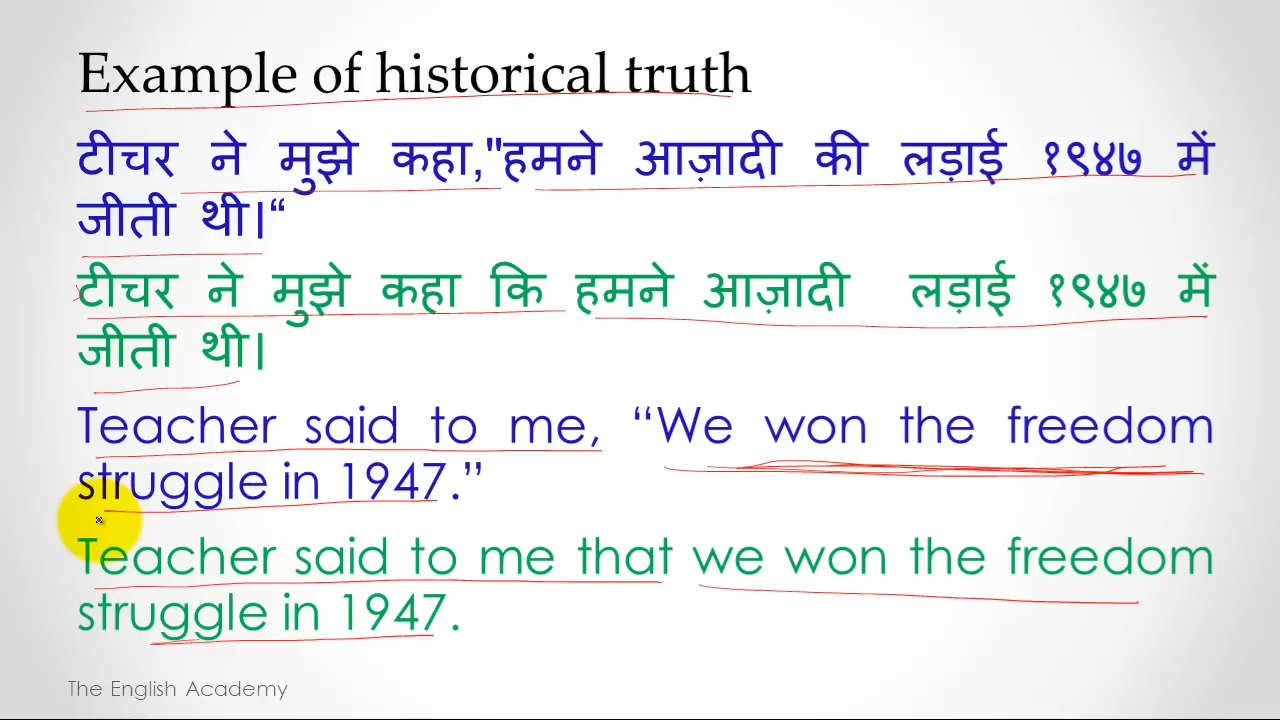 Example of historical truth
टीचर ने मुझे कहा,"हमने आज़ादी की लड़ाई १९४७ में
जीती थी।“
टीचर ने मुझे कहा कि हमने आज़ादी लड़ाई १९४७ में
जीती थी।
Teacher said to me, “We won the freedom
struggle in 1947.”
Teacher said to me that we won the freedom
struggle in 1947.
The English Academy